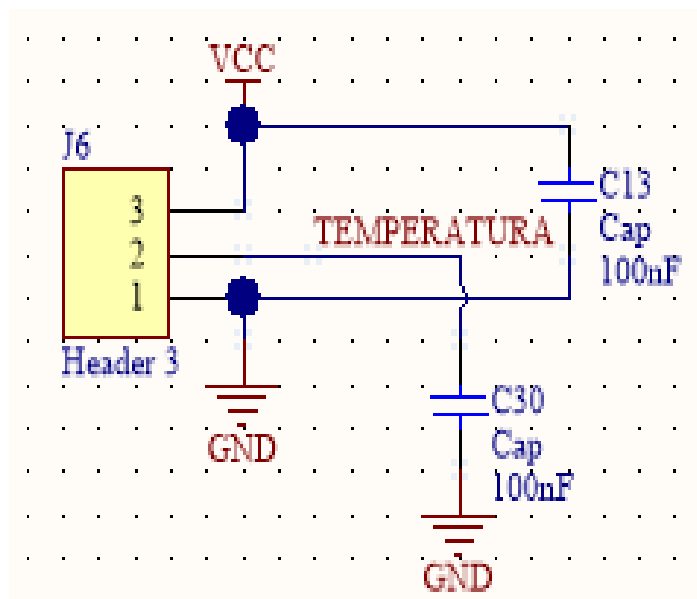 VCC
J6
3
2
1
Header 3
TEMPERATURA
C13
Cap
100nF
GND
C30
Cap
100nF
GND